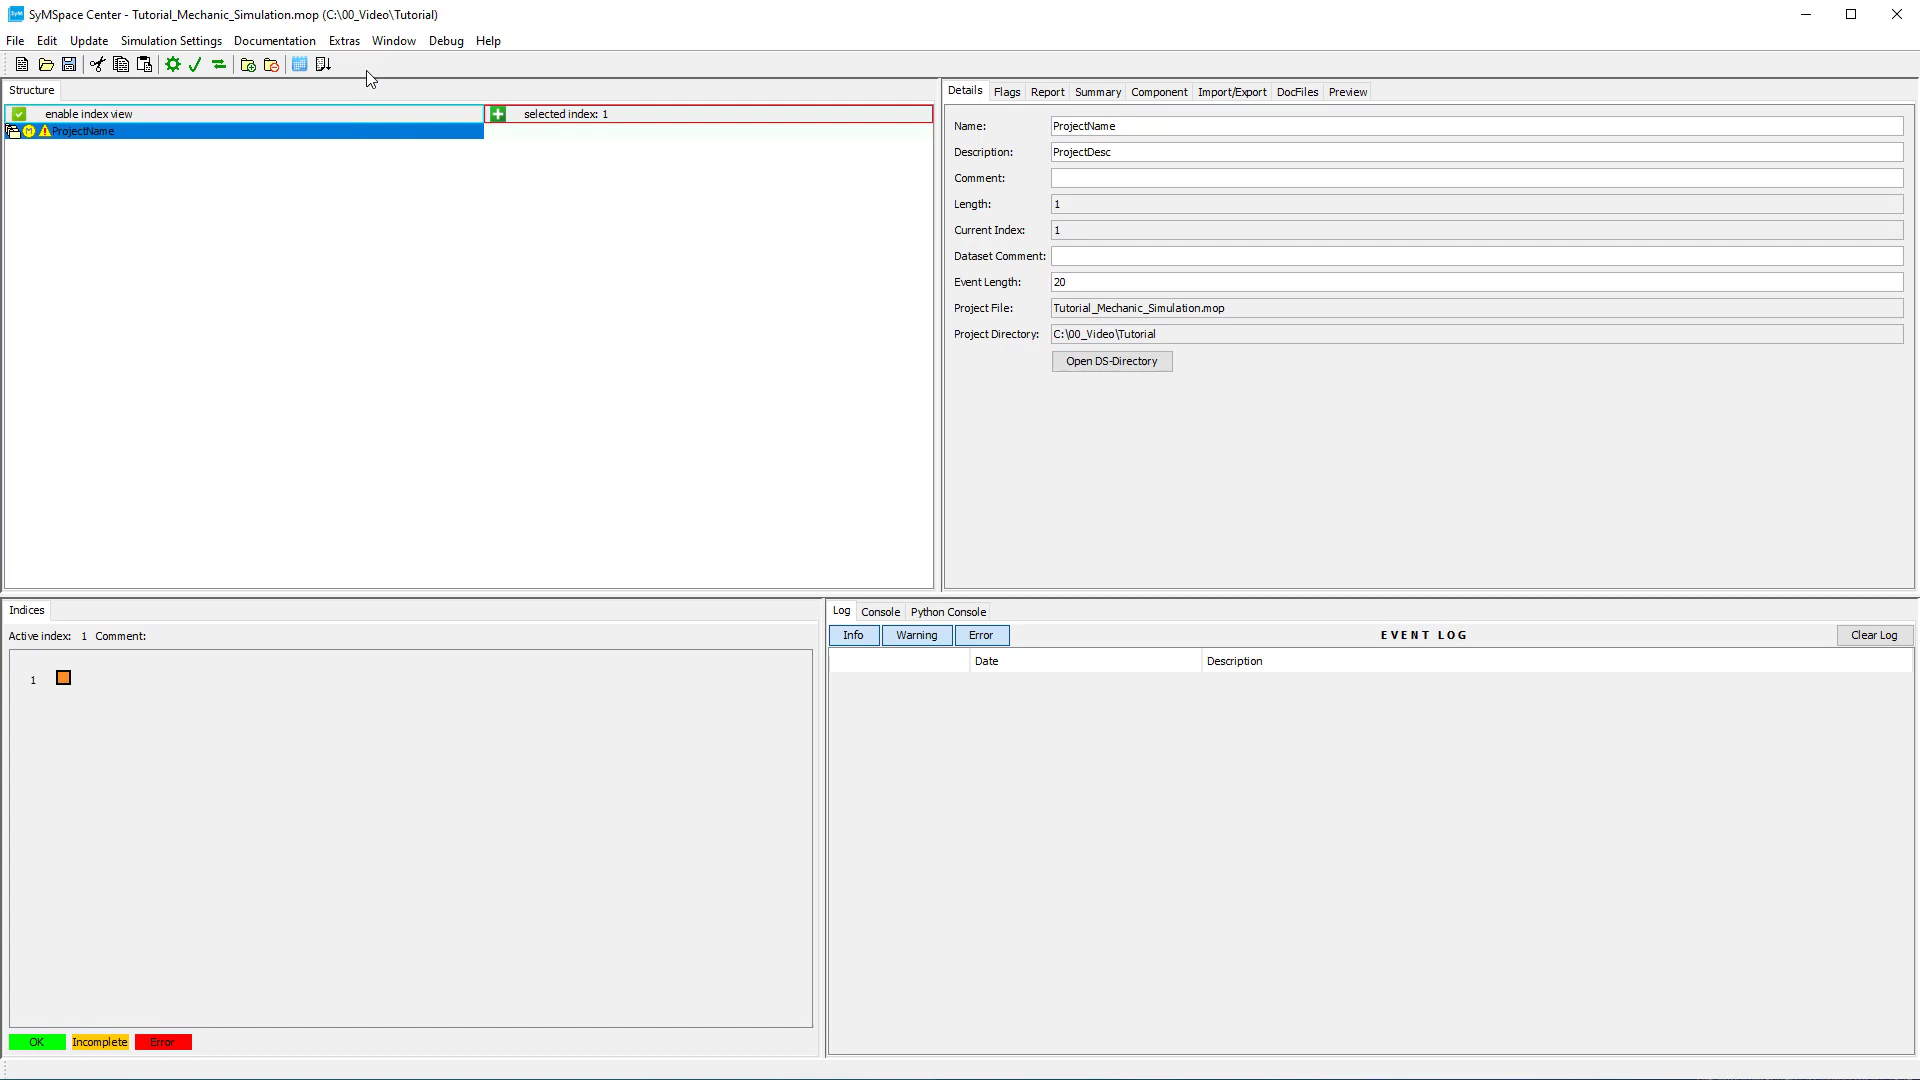 SyMSpace Center - Tutorial_Mechanic_Simulation.mop (C:\00_Video\Tutorial)
File Edit Update Simulation Settings Documentation Extras Window Debug Help
Structure
enable index view
selected index: 1
ProjectName
Details Flags Report Summary Component Import/Export DocFiles Preview
Name: ProjectName
Description: ProjectDesc
Comment:
Length: 1
Current Index: 1
Dataset Comment:
Event Length: 20
Project File: Tutorial_Mechanic_Simulation.mop
Project Directory: C:\00_Video\Tutorial
Open DS-Directory
Indices
Active index: 1 Comment:
1
OK Incomplete Error
Log Console Python Console
Info Warning Error EVENT LOG Clear Log
Date Description